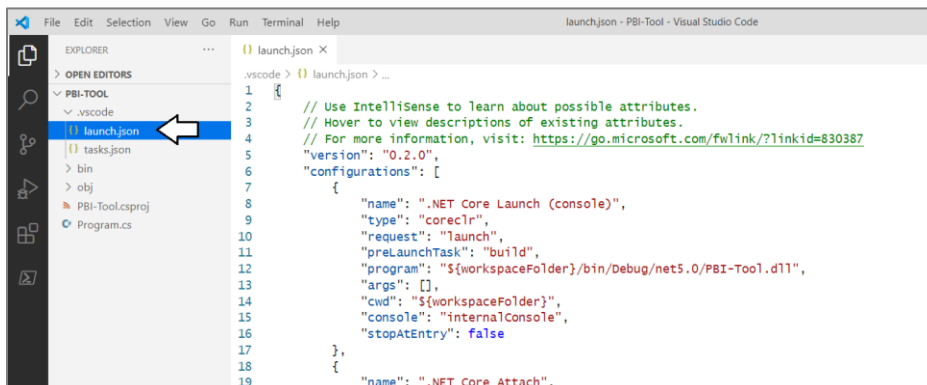 File Edit Selection View Go Run Terminal Help launch.json - PBI-Tool - Visual Studio Code
EXPLORER ...
> OPEN EDITORS
PBI-TOOL
.vscode
{} launch.json
{} tasks.json
> bin
> obj
PBI-Tool.csproj
Program.cs
{} launch.json ×
.vscode > {} launch.json > ...
1 {
2 // Use IntelliSense to learn about possible attributes.
3 // Hover to view descriptions of existing attributes.
4 // For more information, visit: https://go.microsoft.com/fwlink/?linkid=830387
5 "version": "0.2.0",
6 "configurations": [
7 {
8 "name": ".NET Core Launch (console)",
9 "type": "coreclr",
10 "request": "launch",
11 "preLaunchTask": "build",
12 "program": "${workspaceFolder}/bin/Debug/net5.0/PBI-Tool.dll",
13 "args": [],
14 "cwd": "${workspaceFolder}",
15 "console": "internalConsole",
16 "stopAtEntry": false
17 },
18 {
19 "name": ".NET Core Attach",